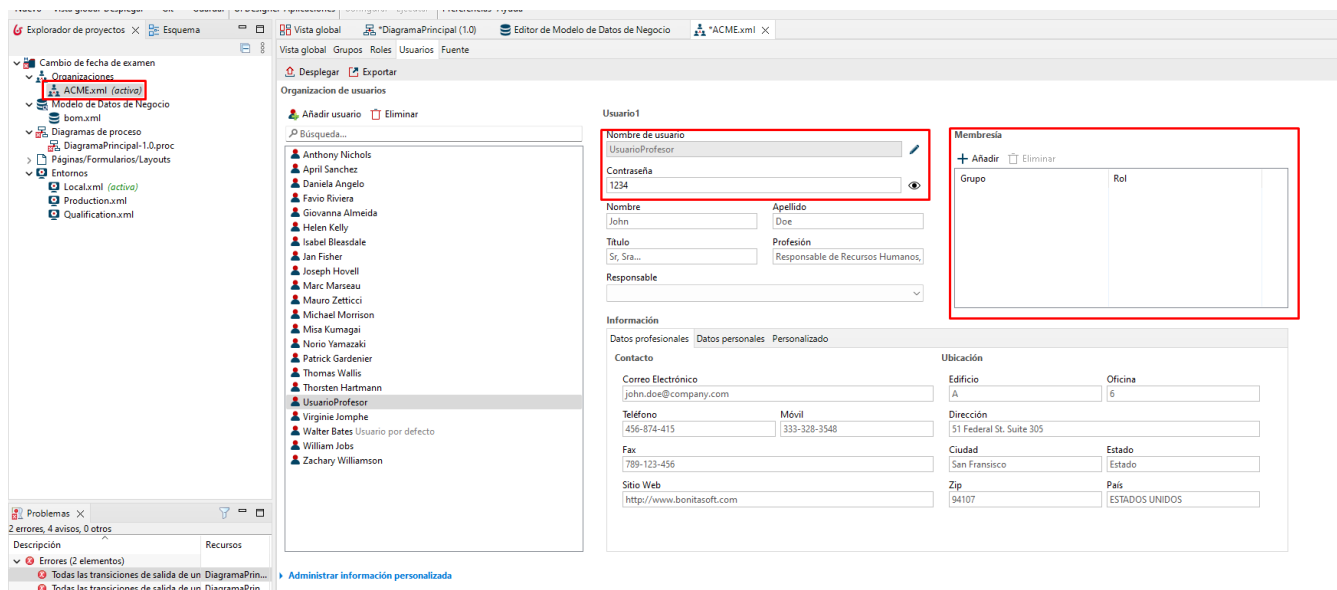 Explorador de proyectos
Esquema
Cambio de fecha de examen
Organizaciones
ACME.xml (activa)
Modelo de Datos de Negocio
bom.xml
Diagramas de proceso
DiagramaPrincipal-1.0.proc
Páginas/Formularios/Layouts
Entornos
Local.xml (activa)
Production.xml
Qualification.xml
Problemas
2 errores, 4 avisos, 0 otros
Descripción Recursos
Errores (2 elementos)
Todas las transiciones de salida de un DiagramaPrin...
Todas las transiciones de salida de un DiagramaPrin...
Vista global *DiagramaPrincipal (1.0) Editor de Modelo de Datos de Negocio *ACME.xml
Vista global Grupos Roles Usuarios Fuente
Desplegar Exportar
Organizacion de usuarios
Añadir usuario Eliminar
Búsqueda...
Anthony Nichols
April Sanchez
Daniela Angelo
Favio Riviera
Giovanna Almeida
Helen Kelly
Isabel Bleasdale
Jan Fisher
Joseph Hovell
Marc Marseau
Mauro Zetticci
Michael Morrison
Misa Kumagai
Norio Yamazaki
Patrick Gardenier
Thomas Wallis
Thorsten Hartmann
UsuarioProfesor
Virginie Jomphe
Walter Bates Usuario por defecto
William Jobs
Zachary Williamson
Administrar información personalizada
Usuario1
Nombre de usuario
UsuarioProfesor
Contraseña
1234
Nombre Apellido
John Doe
Título Profesión
Sr, Sra... Responsable de Recursos Humanos,
Responsable
Membresía
Añadir Eliminar
Grupo Rol
Información
Datos profesionales Datos personales Personalizado
Contacto Ubicación
Correo Electrónico Edificio Oficina
john.doe@company.com A 6
Teléfono Móvil Dirección
456-874-415 333-328-3548 51 Federal St. Suite 305
Fax Ciudad Estado
789-123-456 San Fransisco Estado
Sitio Web Zip País
http://www.bonitasoft.com 94107 ESTADOS UNIDOS